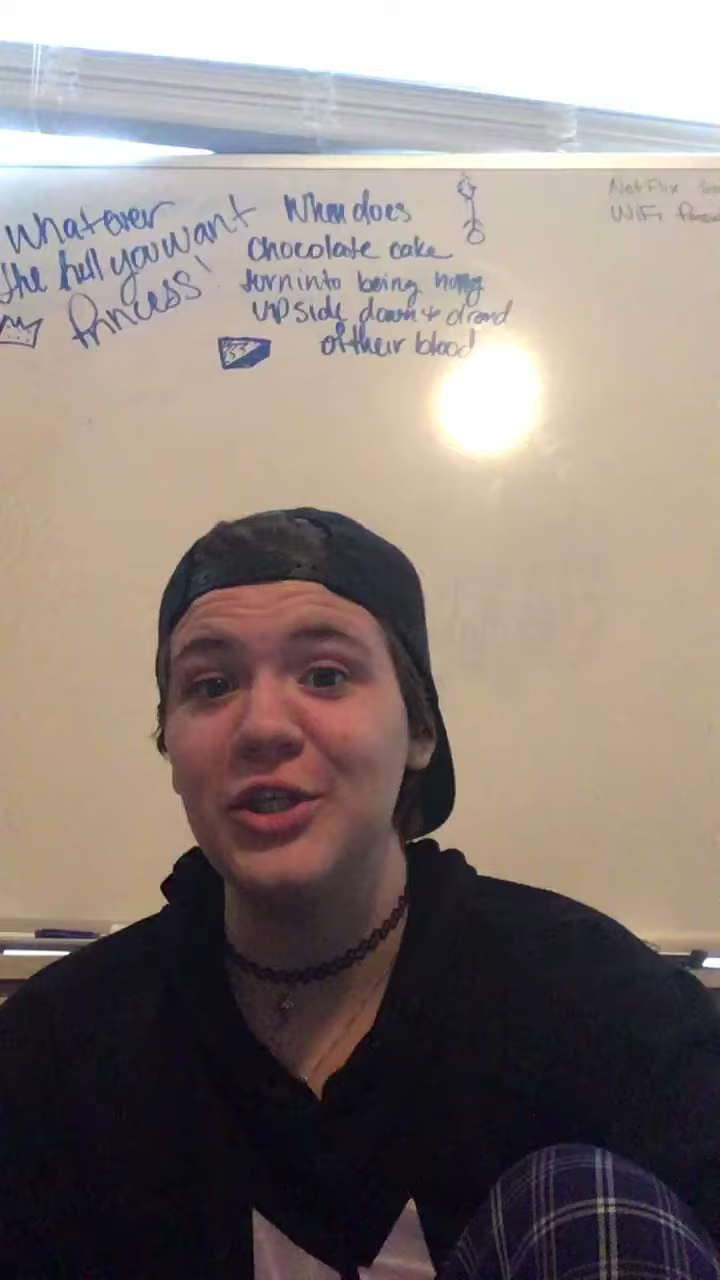 Whatever
the hell you want
Princess!
When does
chocolate cake
turn into being hung
upside down + draind
of their blood
Netflix
WiFi